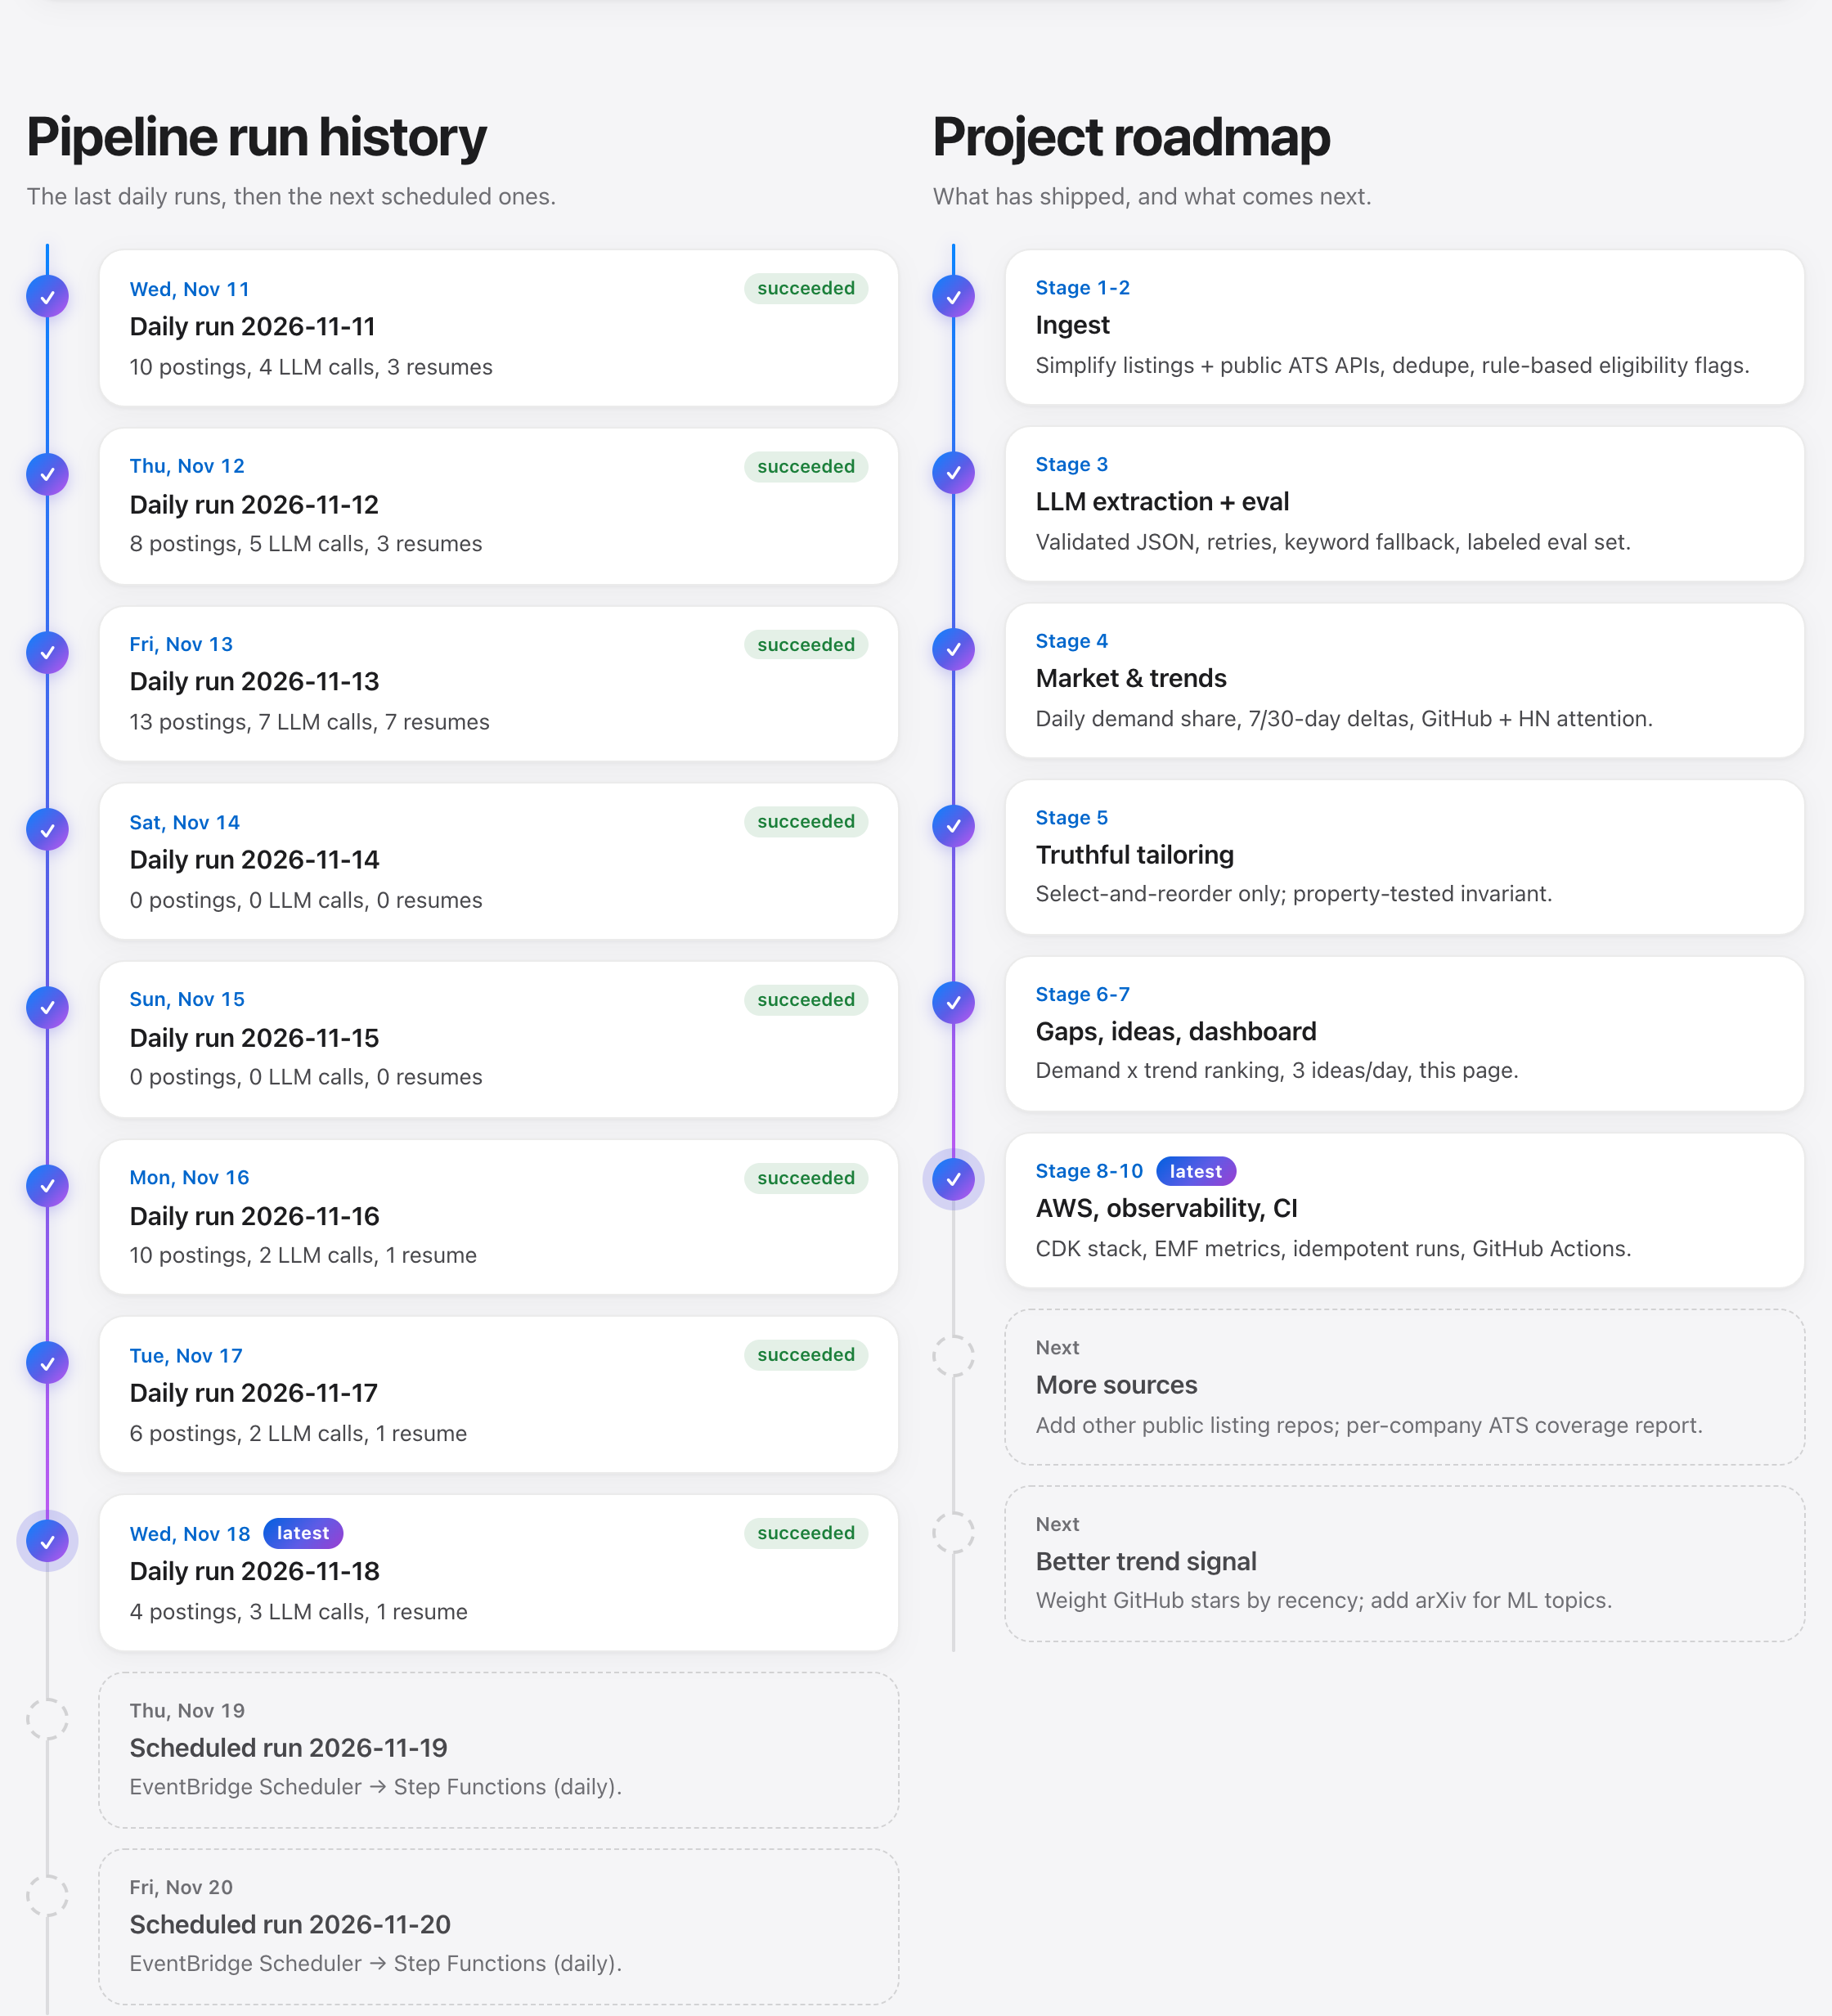 Pipeline run history
The last daily runs, then the next scheduled ones.
Wed, Nov 11
succeeded
Daily run 2026-11-11
10 postings, 4 LLM calls, 3 resumes
Thu, Nov 12
succeeded
Daily run 2026-11-12
8 postings, 5 LLM calls, 3 resumes
Fri, Nov 13
succeeded
Daily run 2026-11-13
13 postings, 7 LLM calls, 7 resumes
Sat, Nov 14
succeeded
Daily run 2026-11-14
0 postings, 0 LLM calls, 0 resumes
Sun, Nov 15
succeeded
Daily run 2026-11-15
0 postings, 0 LLM calls, 0 resumes
Mon, Nov 16
succeeded
Daily run 2026-11-16
10 postings, 2 LLM calls, 1 resume
Tue, Nov 17
succeeded
Daily run 2026-11-17
6 postings, 2 LLM calls, 1 resume
Wed, Nov 18 latest
succeeded
Daily run 2026-11-18
4 postings, 3 LLM calls, 1 resume
Thu, Nov 19
Scheduled run 2026-11-19
EventBridge Scheduler → Step Functions (daily).
Fri, Nov 20
Scheduled run 2026-11-20
EventBridge Scheduler → Step Functions (daily).
Project roadmap
What has shipped, and what comes next.
Stage 1-2
Ingest
Simplify listings + public ATS APIs, dedupe, rule-based eligibility flags.
Stage 3
LLM extraction + eval
Validated JSON, retries, keyword fallback, labeled eval set.
Stage 4
Market & trends
Daily demand share, 7/30-day deltas, GitHub + HN attention.
Stage 5
Truthful tailoring
Select-and-reorder only; property-tested invariant.
Stage 6-7
Gaps, ideas, dashboard
Demand x trend ranking, 3 ideas/day, this page.
Stage 8-10 latest
AWS, observability, CI
CDK stack, EMF metrics, idempotent runs, GitHub Actions.
Next
More sources
Add other public listing repos; per-company ATS coverage report.
Next
Better trend signal
Weight GitHub stars by recency; add arXiv for ML topics.